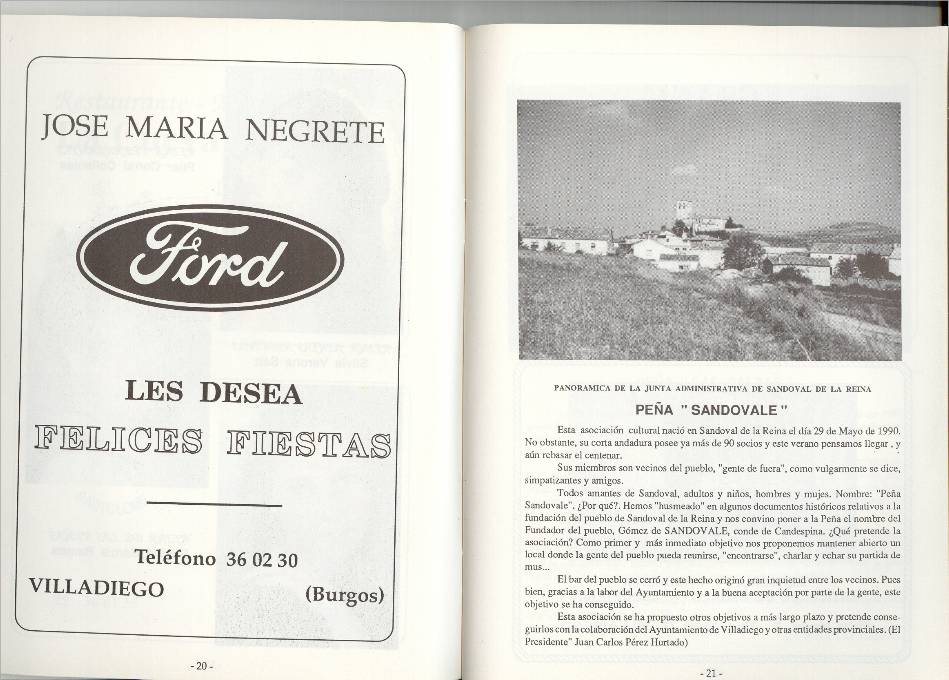 JOSE MARIA NEGRETE
Ford
LES DESEA
FELICES FIESTAS
Teléfono 36 02 30
VILLADIEGO (Burgos)
- 20 -
PANORAMICA DE LA JUNTA ADMINISTRATIVA DE SANDOVAL DE LA REINA
PEÑA " SANDOVALE "
Esta asociación cultural nació en Sandoval de la Reina el día 29 de Mayo de 1990.
No obstante, su corta andadura posee ya más de 90 socios y este verano pensamos llegar , y
aún rebasar el centenar.
Sus miembros son vecinos del pueblo, "gente de fuera", como vulgarmente se dice,
simpatizantes y amigos.
Todos amantes de Sandoval, adultos y niños, hombres y mujes. Nombre: "Peña
Sandovale". ¿Por qué?. Hemos "husmeado" en algunos documentos históricos relativos a la
fundación del pueblo de Sandoval de la Reina y nos convino poner a la Peña el nombre del
Fundador del pueblo, Gómez de SANDOVALE, conde de Candespina. ¿Qué pretende la
asociación? Como primer y más inmediato objetivo nos proponemos mantener abierto un
local donde la gente del pueblo pueda reunirse, "encontrarse", charlar y echar su partida de
mus...
El bar del pueblo se cerró y este hecho originó gran inquietud entre los vecinos. Pues
bien, gracias a la labor del Ayuntamiento y a la buena aceptación por parte de la gente, este
objetivo se ha conseguido.
Esta asociación se ha propuesto otros objetivos a más largo plazo y pretende conse-
guirlos con la colaboración del Ayuntamiento de Villadiego y otras entidades provinciales. (El
Presidente" Juan Carlos Pérez Hurtado)
- 21 -